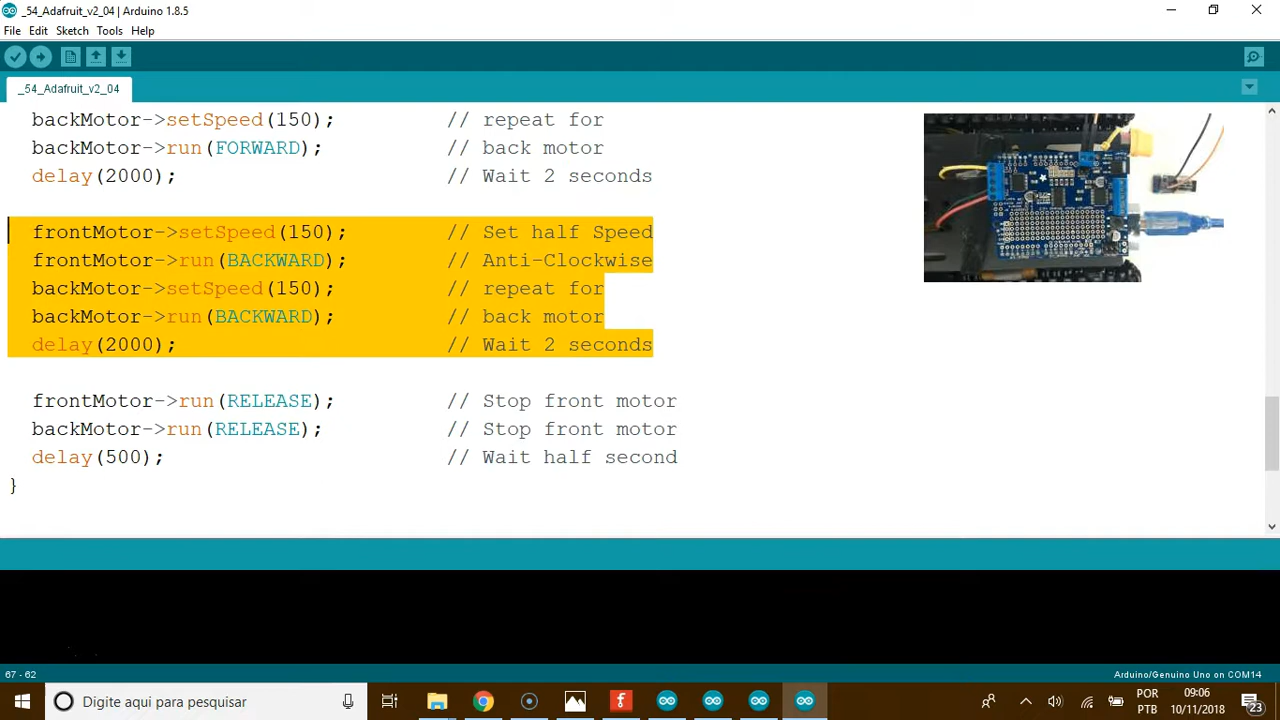 _54_Adafruit_v2_04 | Arduino 1.8.5
File Edit Sketch Tools Help
_54_Adafruit_v2_04
backMotor->setSpeed(150); // repeat for
backMotor->run(FORWARD); // back motor
delay(2000); // Wait 2 seconds
frontMotor->setSpeed(150); // Set half Speed
frontMotor->run(BACKWARD); // Anti-Clockwise
backMotor->setSpeed(150); // repeat for
backMotor->run(BACKWARD); // back motor
delay(2000); // Wait 2 seconds
frontMotor->run(RELEASE); // Stop front motor
backMotor->run(RELEASE); // Stop front motor
delay(500); // Wait half second
}
67 - 62
Arduino/Genuino Uno on COM14
Digite aqui para pesquisar
POR
PTB
09:06
10/11/2018
23